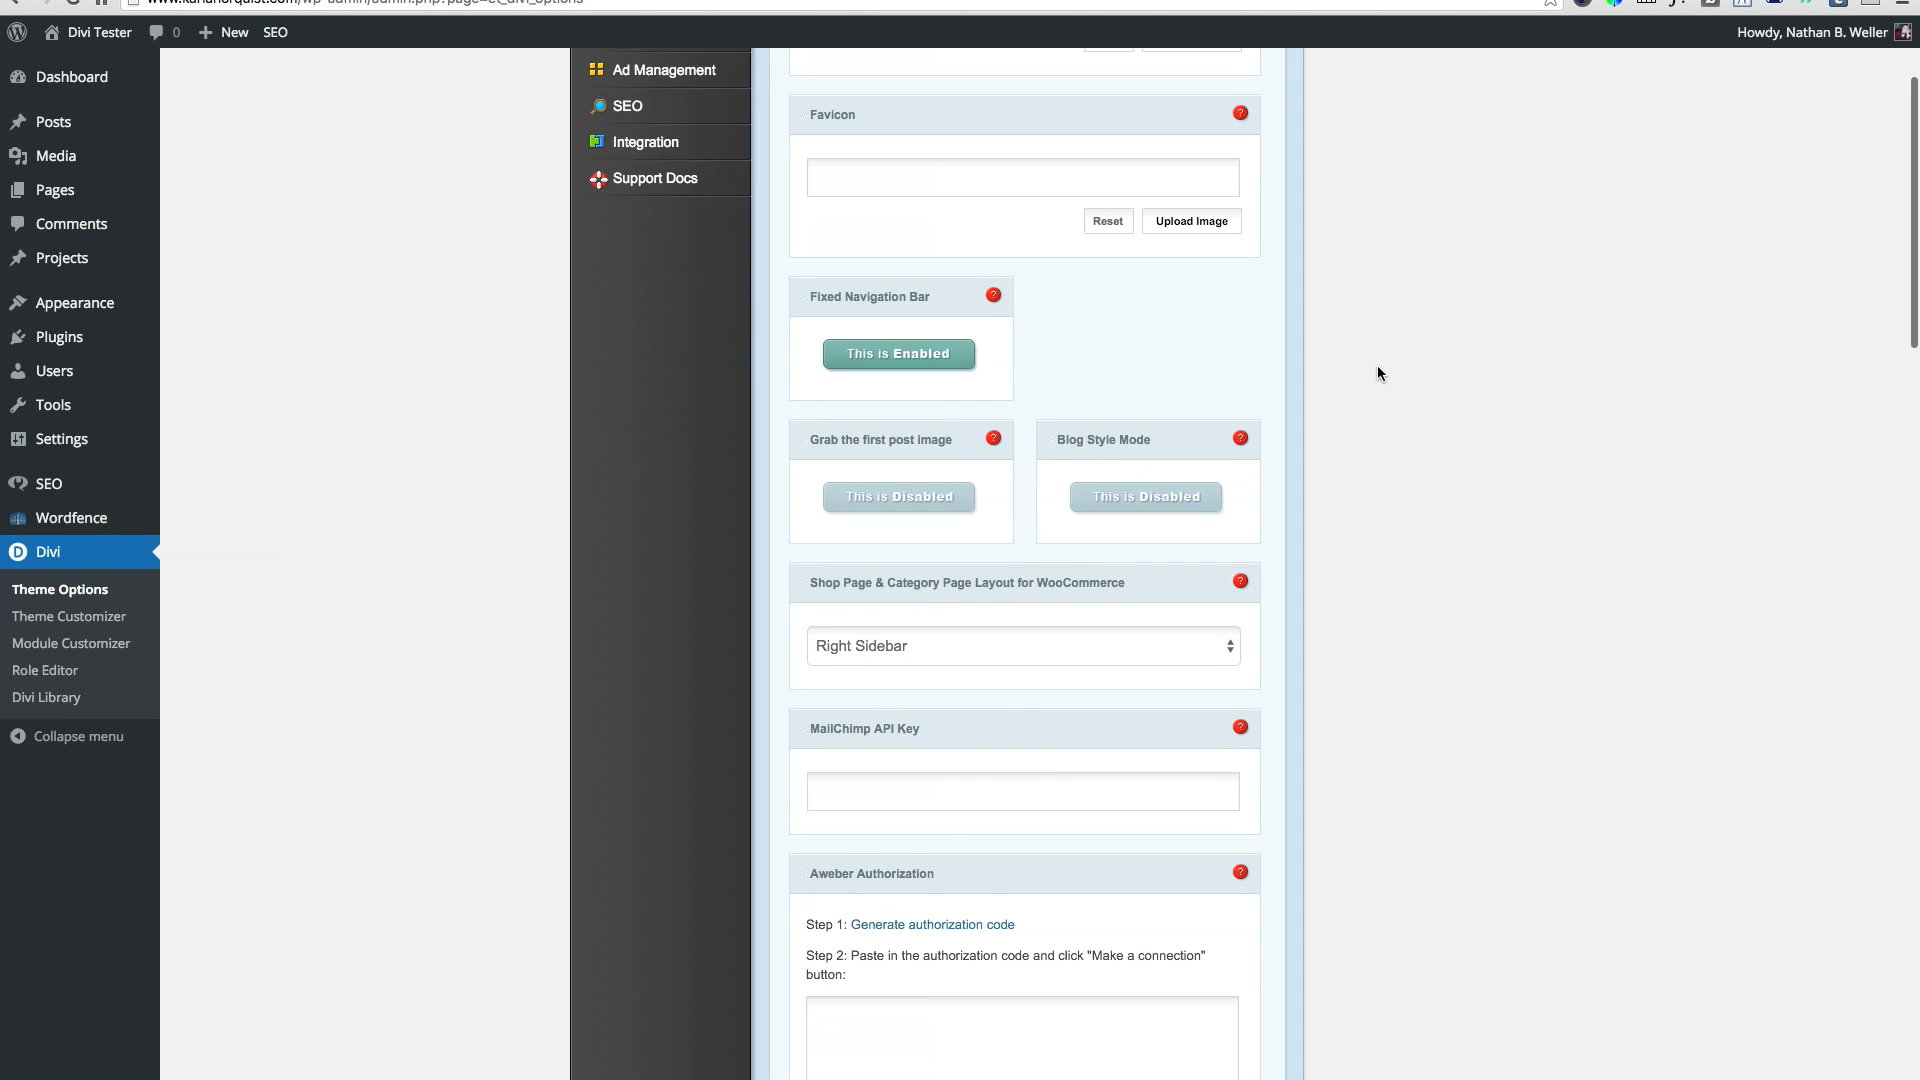 Divi Tester
0
New
SEO
Howdy, Nathan B. Weller
Dashboard
Posts
Media
Pages
Comments
Projects
Appearance
Plugins
Users
Tools
Settings
SEO
Wordfence
Divi
Theme Options
Theme Customizer
Module Customizer
Role Editor
Divi Library
Collapse menu
Ad Management
SEO
Integration
Support Docs
Favicon
Reset
Upload Image
Fixed Navigation Bar
This is Enabled
Grab the first post image
This is Disabled
Blog Style Mode
This is Disabled
Shop Page & Category Page Layout for WooCommerce
Right Sidebar
MailChimp API Key
Aweber Authorization
Step 1: Generate authorization code
Step 2: Paste in the authorization code and click "Make a connection"
button: